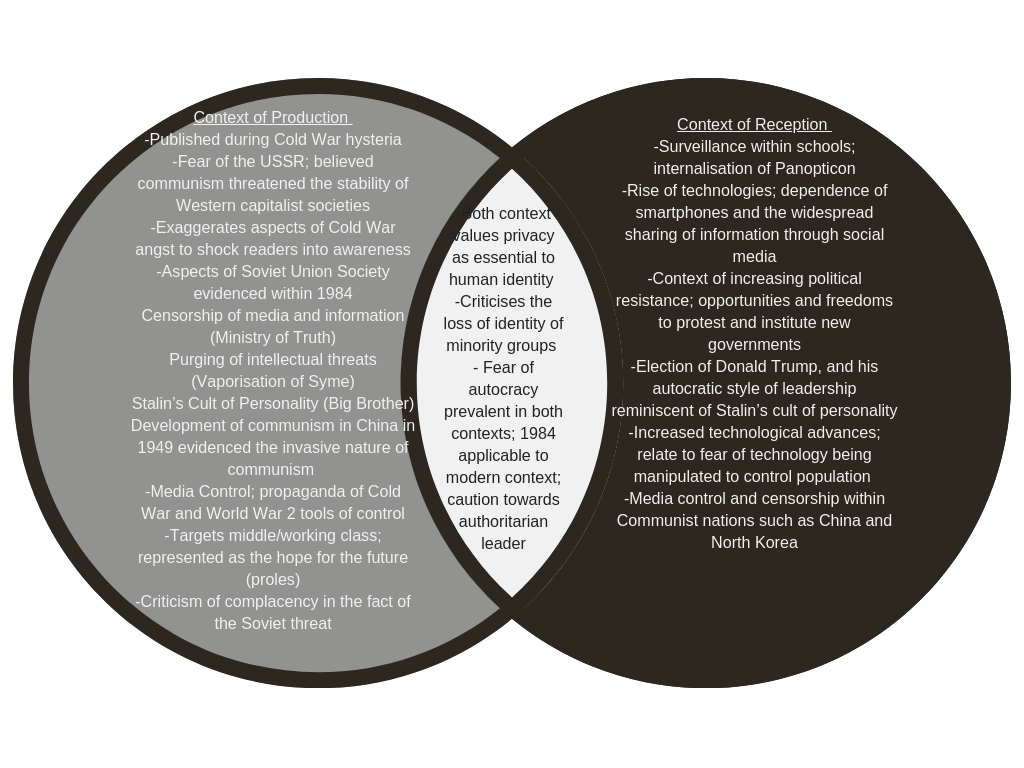 Context of Production
-Published during Cold War hysteria
-Fear of the USSR; believed
communism threatened the stability of
Western capitalist societies
-Exaggerates aspects of Cold War
angst to shock readers into awareness
-Aspects of Soviet Union Society
evidenced within 1984
Censorship of media and information
(Ministry of Truth)
Purging of intellectual threats
(Vaporisation of Syme)
Stalin’s Cult of Personality (Big Brother)
Development of communism in China in
1949 evidenced the invasive nature of
communism
-Media Control; propaganda of Cold
War and World War 2 tools of control
-Targets middle/working class;
represented as the hope for the future
(proles)
-Criticism of complacency in the fact of
the Soviet threat
context
values privacy
as essential to
human identity
-Criticises the
loss of identity of
minority groups
- Fear of
autocracy
prevalent in both
contexts; 1984
applicable to
modern context;
caution towards
authoritarian
leader
Context of Reception
-Surveillance within schools;
internalisation of Panopticon
-Rise of technologies; dependence of
smartphones and the widespread
sharing of information through social
media
-Context of increasing political
resistance; opportunities and freedoms
to protest and institute new
governments
-Election of Donald Trump, and his
autocratic style of leadership
reminiscent of Stalin’s cult of personality
-Increased technological advances;
relate to fear of technology being
manipulated to control population
-Media control and censorship within
Communist nations such as China and
North Korea